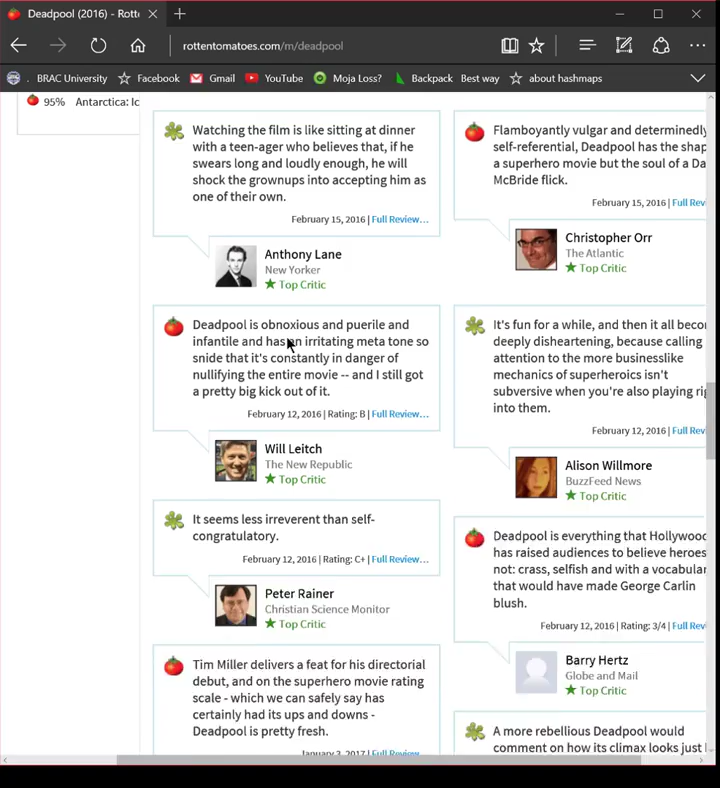 Deadpool (2016) - Rott
rottentomatoes.com/m/deadpool
BRAC University
Facebook
Gmail
YouTube
Moja Loss?
Backpack
Best way
about hashmaps
95% Antarctica: Ic
Watching the film is like sitting at dinner
with a teen-ager who believes that, if he
swears long and loudly enough, he will
shock the grownups into accepting him as
one of their own.
February 15, 2016 | Full Review...
Anthony Lane
New Yorker
Top Critic
Deadpool is obnoxious and puerile and
infantile and has an irritating meta tone so
snide that it's constantly in danger of
nullifying the entire movie -- and I still got
a pretty big kick out of it.
February 12, 2016 | Rating: B | Full Review...
Will Leitch
The New Republic
Top Critic
It seems less irreverent than self-
congratulatory.
February 12, 2016 | Rating: C+ | Full Review...
Peter Rainer
Christian Science Monitor
Top Critic
Tim Miller delivers a feat for his directorial
debut, and on the superhero movie rating
scale - which we can safely say has
certainly had its ups and downs -
Deadpool is pretty fresh.
January 3, 2017 | Full Review...
Flamboyantly vulgar and determinedly
self-referential, Deadpool has the shap
a superhero movie but the soul of a Da
McBride flick.
February 15, 2016 | Full Rev
Christopher Orr
The Atlantic
Top Critic
It's fun for a while, and then it all beco
deeply disheartening, because calling
attention to the more businesslike
mechanics of superheroics isn't
subversive when you're also playing rig
into them.
February 12, 2016 | Full Rev
Alison Willmore
BuzzFeed News
Top Critic
Deadpool is everything that Hollywoo
has raised audiences to believe heroes
not: crass, selfish and with a vocabular
that would have made George Carlin
blush.
February 12, 2016 | Rating: 3/4 | Full Rev
Barry Hertz
Globe and Mail
Top Critic
A more rebellious Deadpool would
comment on how its climax looks just